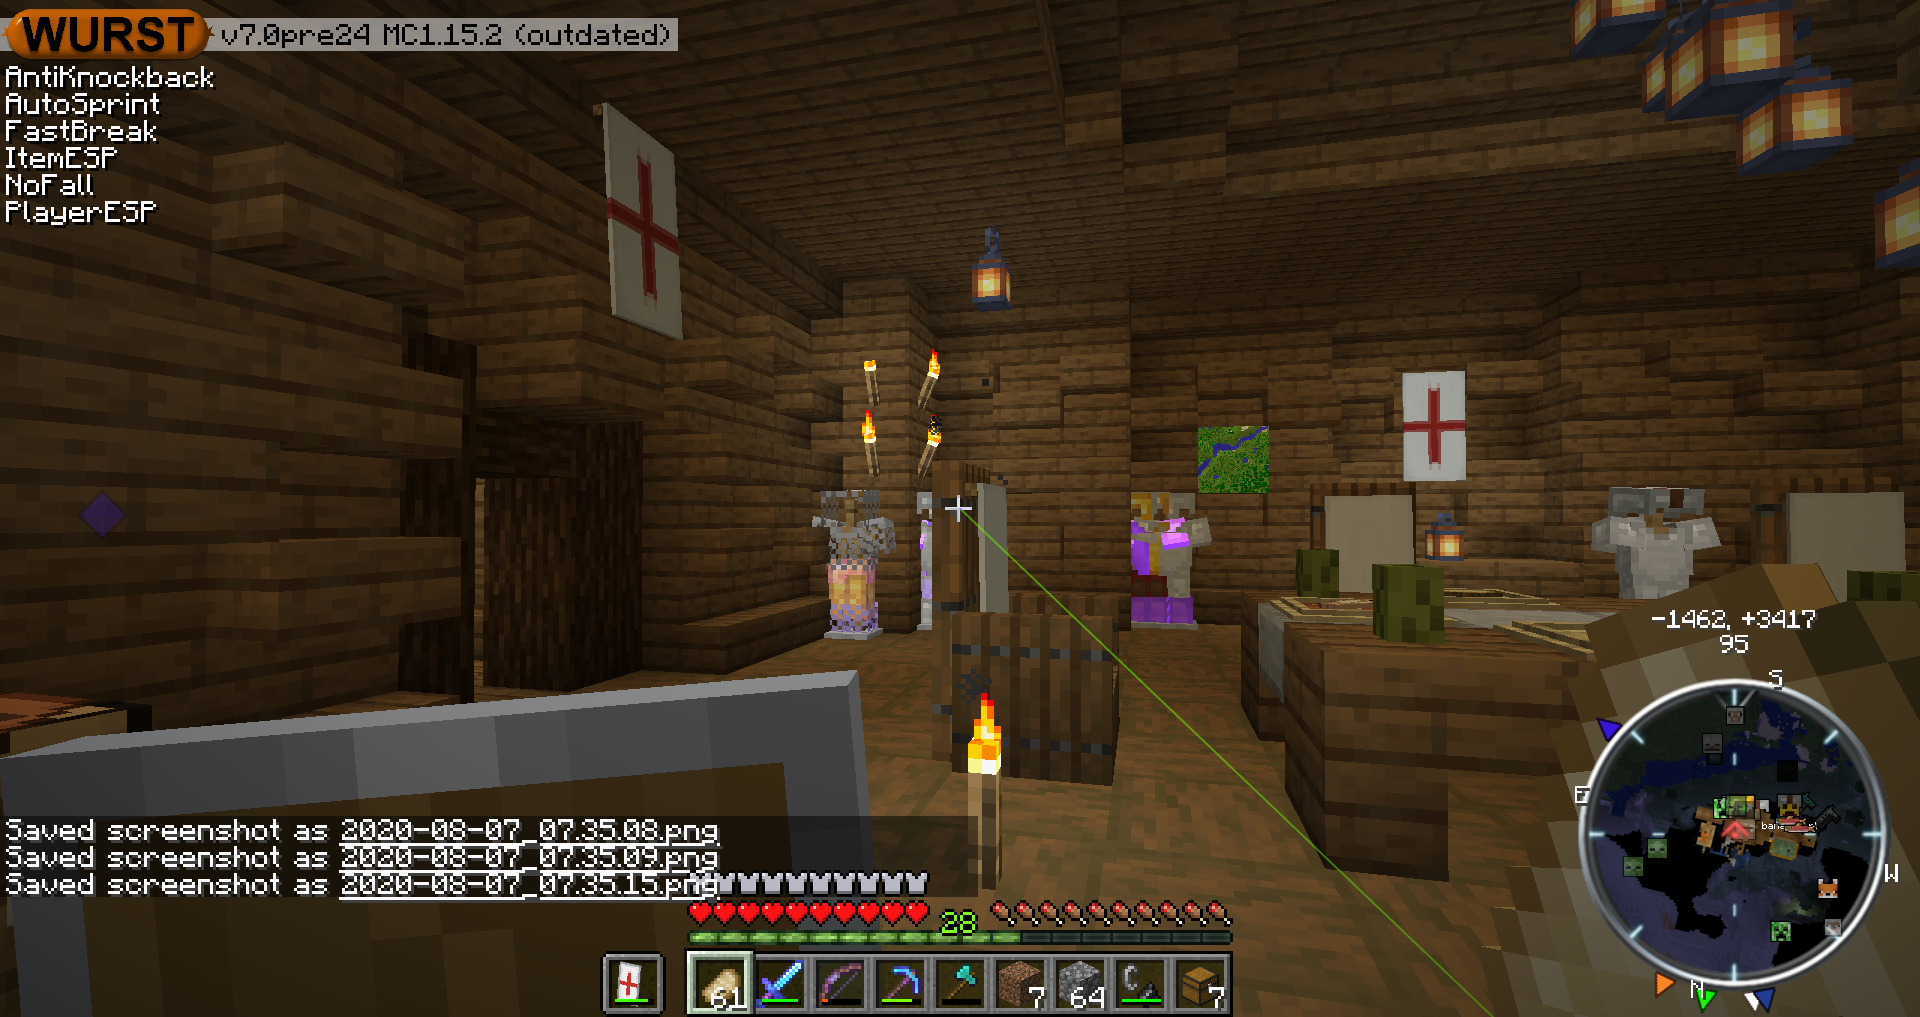 WURST v7.0pre24 MC1.15.2 (outdated)
AntiKnockback
AutoSprint
FastBreak
ItemESP
NoFall
PlayerESP
-1462, +3417
95
S
E
W
N
Saved screenshot as 2020-08-07_07.35.08.png
Saved screenshot as 2020-08-07_07.35.09.png
Saved screenshot as 2020-08-07_07.35.15.png
28
61
7
64
7